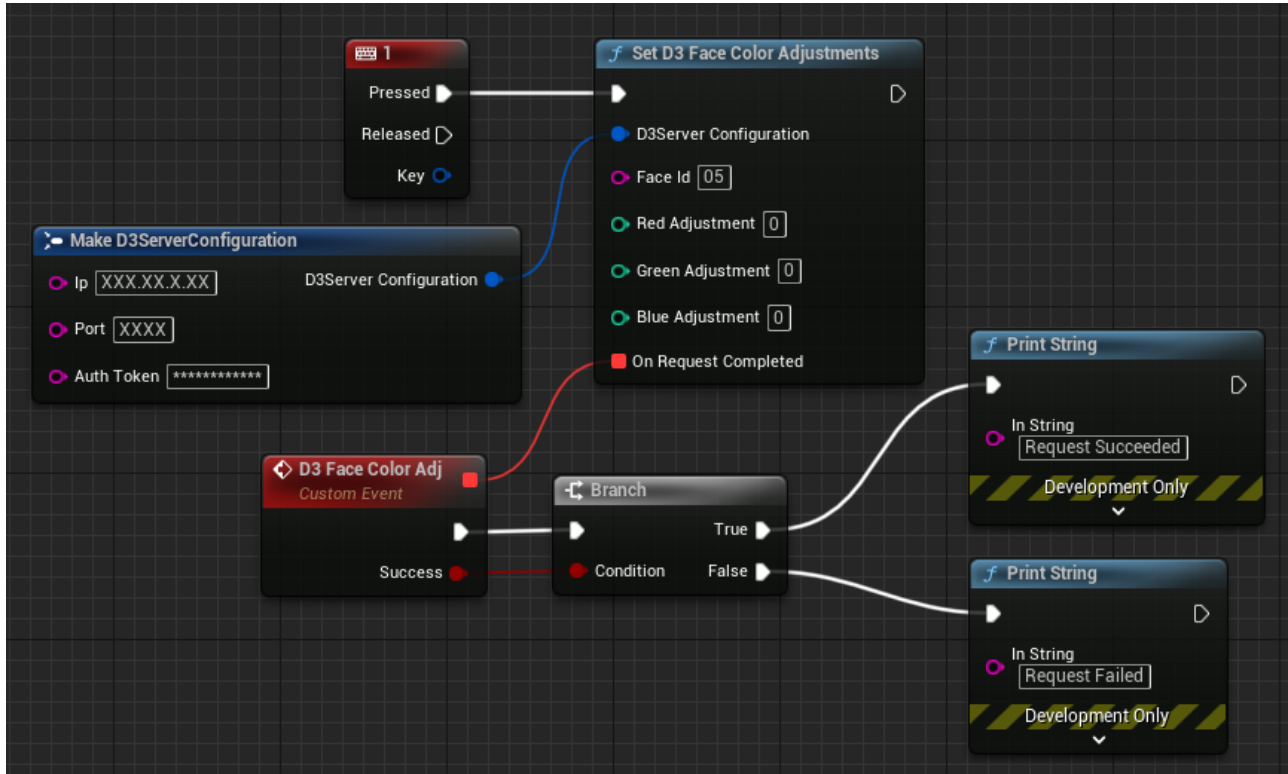 1
Pressed
Released
Key
Set D3 Face Color Adjustments
D3Server Configuration
Face Id 05
Red Adjustment 0
Green Adjustment 0
Blue Adjustment 0
On Request Completed
Make D3ServerConfiguration
Ip XXX.XX.X.XX
D3Server Configuration
Port XXXX
Auth Token ************
D3 Face Color Adj
Custom Event
Success
Branch
True
Condition
False
Print String
In String
Request Succeeded
Development Only
Print String
In String
Request Failed
Development Only